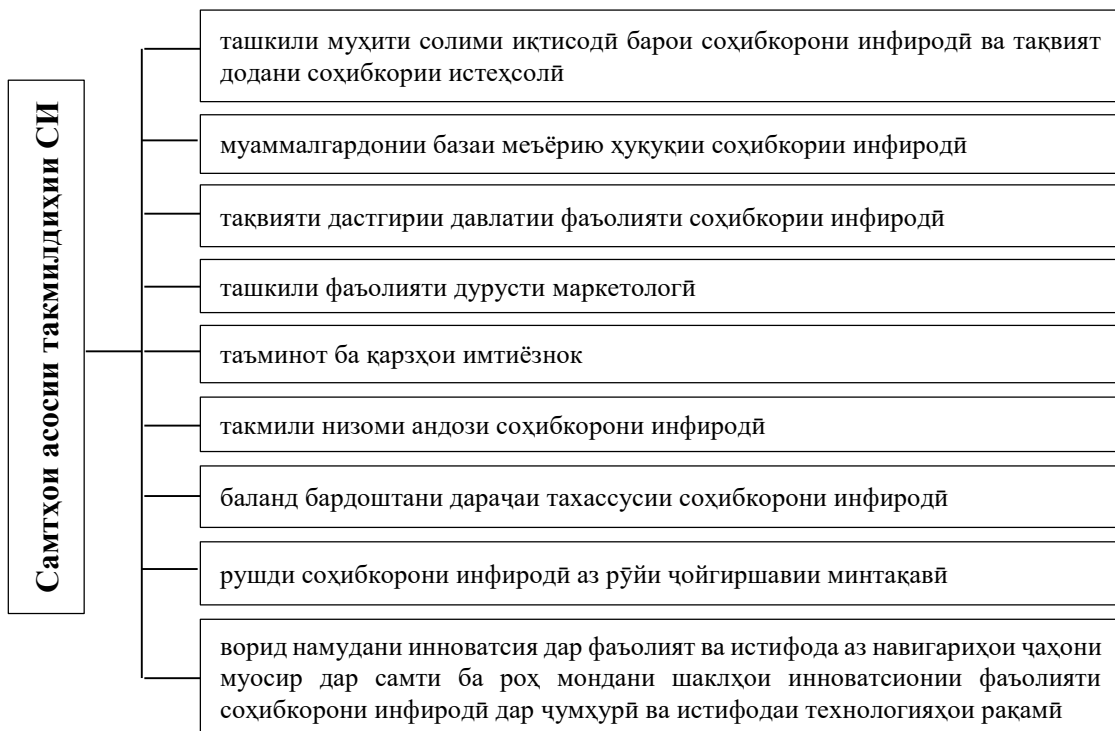 Самтҳои асосии такмилдиҳии СИ
ташкили муҳити солими иқтисодӣ барои соҳибкорони инфиродӣ ва тақвият
додани соҳибкории истеҳсолӣ
муаммалгардонии базаи меъёрию ҳуқуқии соҳибкории инфиродӣ
тақвияти дастгирии давлатии фаъолияти соҳибкории инфиродӣ
ташкили фаъолияти дурусти маркетологӣ
таъминот ба қарзҳои имтиёзнок
такмили низоми андози соҳибкорони инфиродӣ
баланд бардоштани дараҷаи тахассусии соҳибкорони инфиродӣ
рушди соҳибкорони инфиродӣ аз рӯйи ҷойгиршавии минтақавӣ
ворид намудани инноватсия дар фаъолият ва истифода аз навигариҳои ҷаҳони
муосир дар самти ба роҳ мондани шаклҳои инноватсионии фаъолияти
соҳибкорони инфиродӣ дар ҷумҳурӣ ва истифодаи технологияҳои рақамӣ